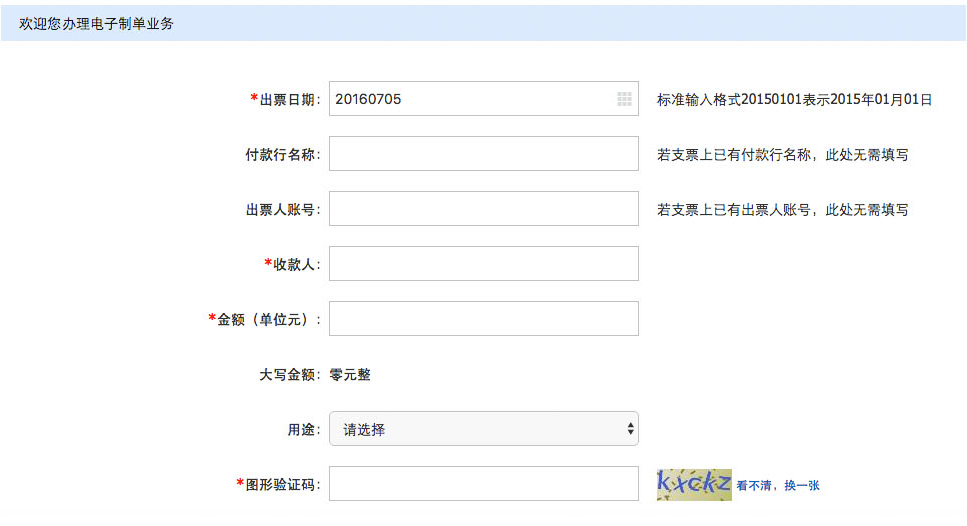 欢迎您办理电子制单业务
*出票日期： 20160705 标准输入格式20150101表示2015年01月01日
付款行名称： 若支票上已有付款行名称，此处无需填写
出票人账号： 若支票上已有出票人账号，此处无需填写
*收款人：
*金额（单位元）：
大写金额： 零元整
用途： 请选择
*图形验证码： kxckz 看不清，换一张